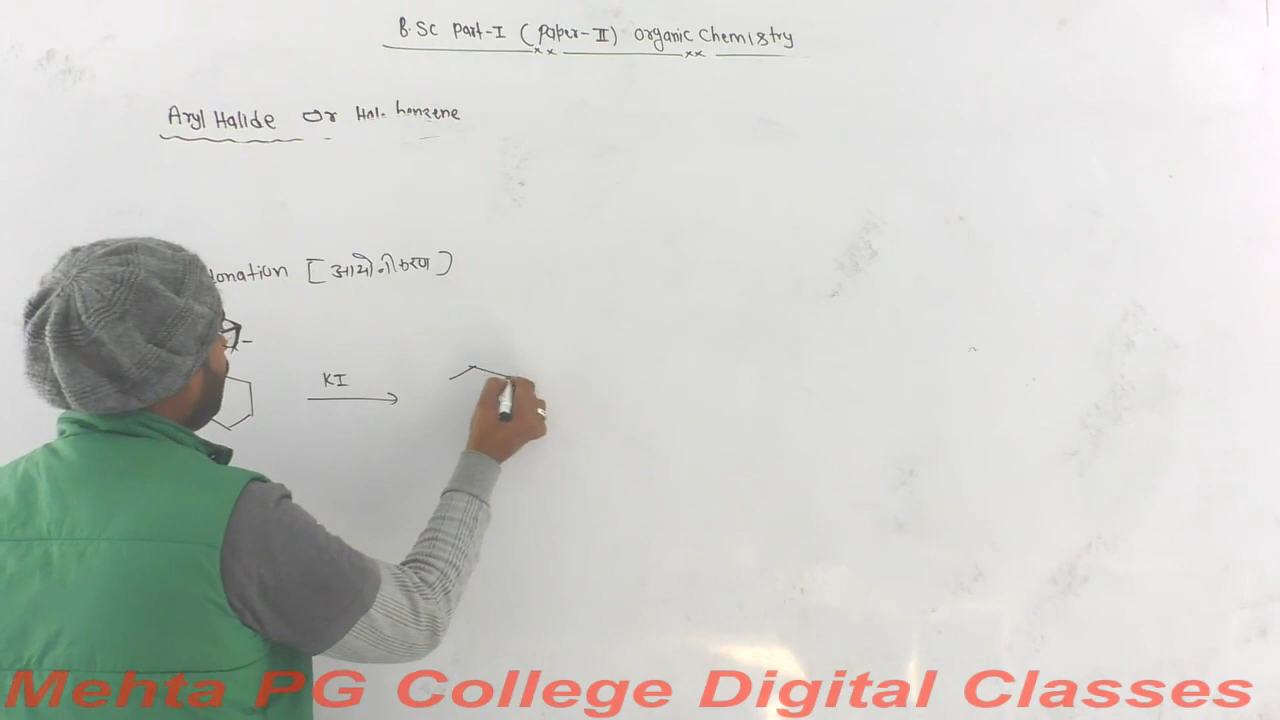 B.Sc Part-I (Paper-II) Organic Chemistry
Aryl Halide Or Halo benzene
[आयोनीकरण]
KI
Mehta PG College Digital Classes